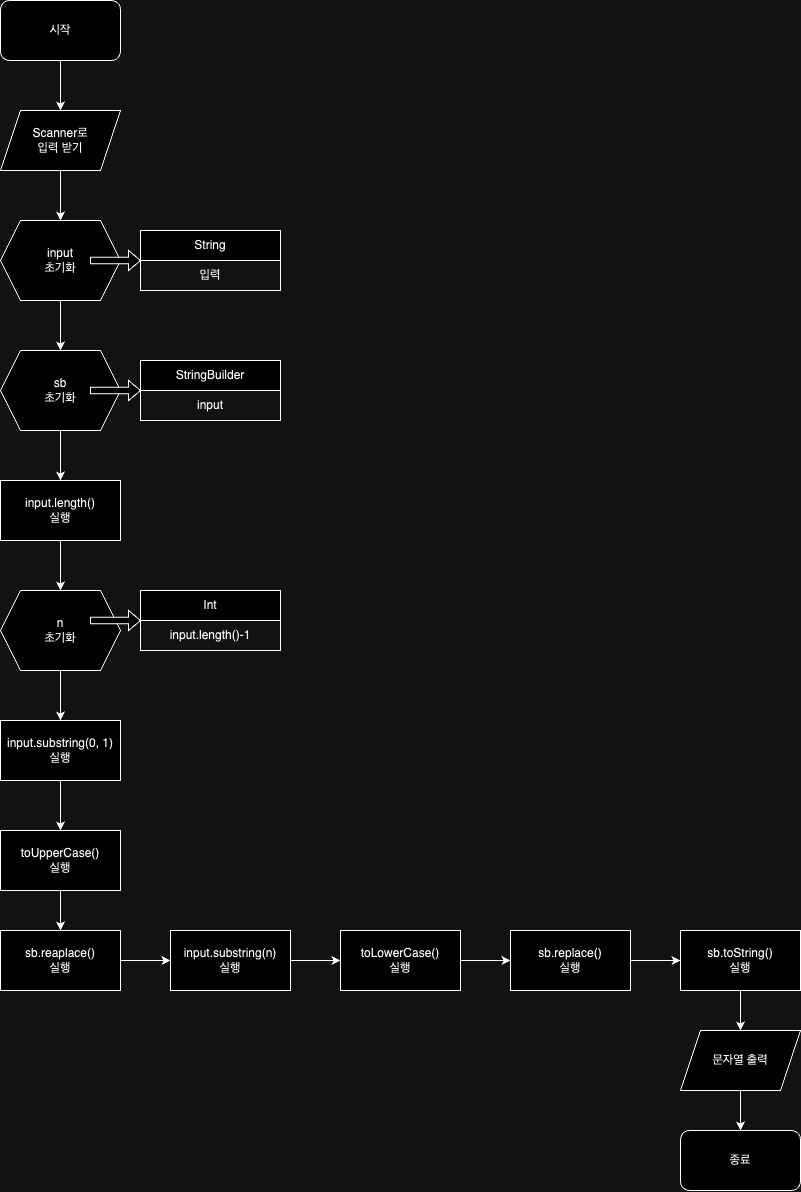 시작
Scanner로
입력 받기
input
초기화
String
입력
sb
초기화
StringBuilder
input
input.length()
실행
n
초기화
Int
input.length()-1
input.substring(0, 1)
실행
toUpperCase()
실행
sb.reaplace()
실행
input.substring(n)
실행
toLowerCase()
실행
sb.replace()
실행
sb.toString()
실행
문자열 출력
종료